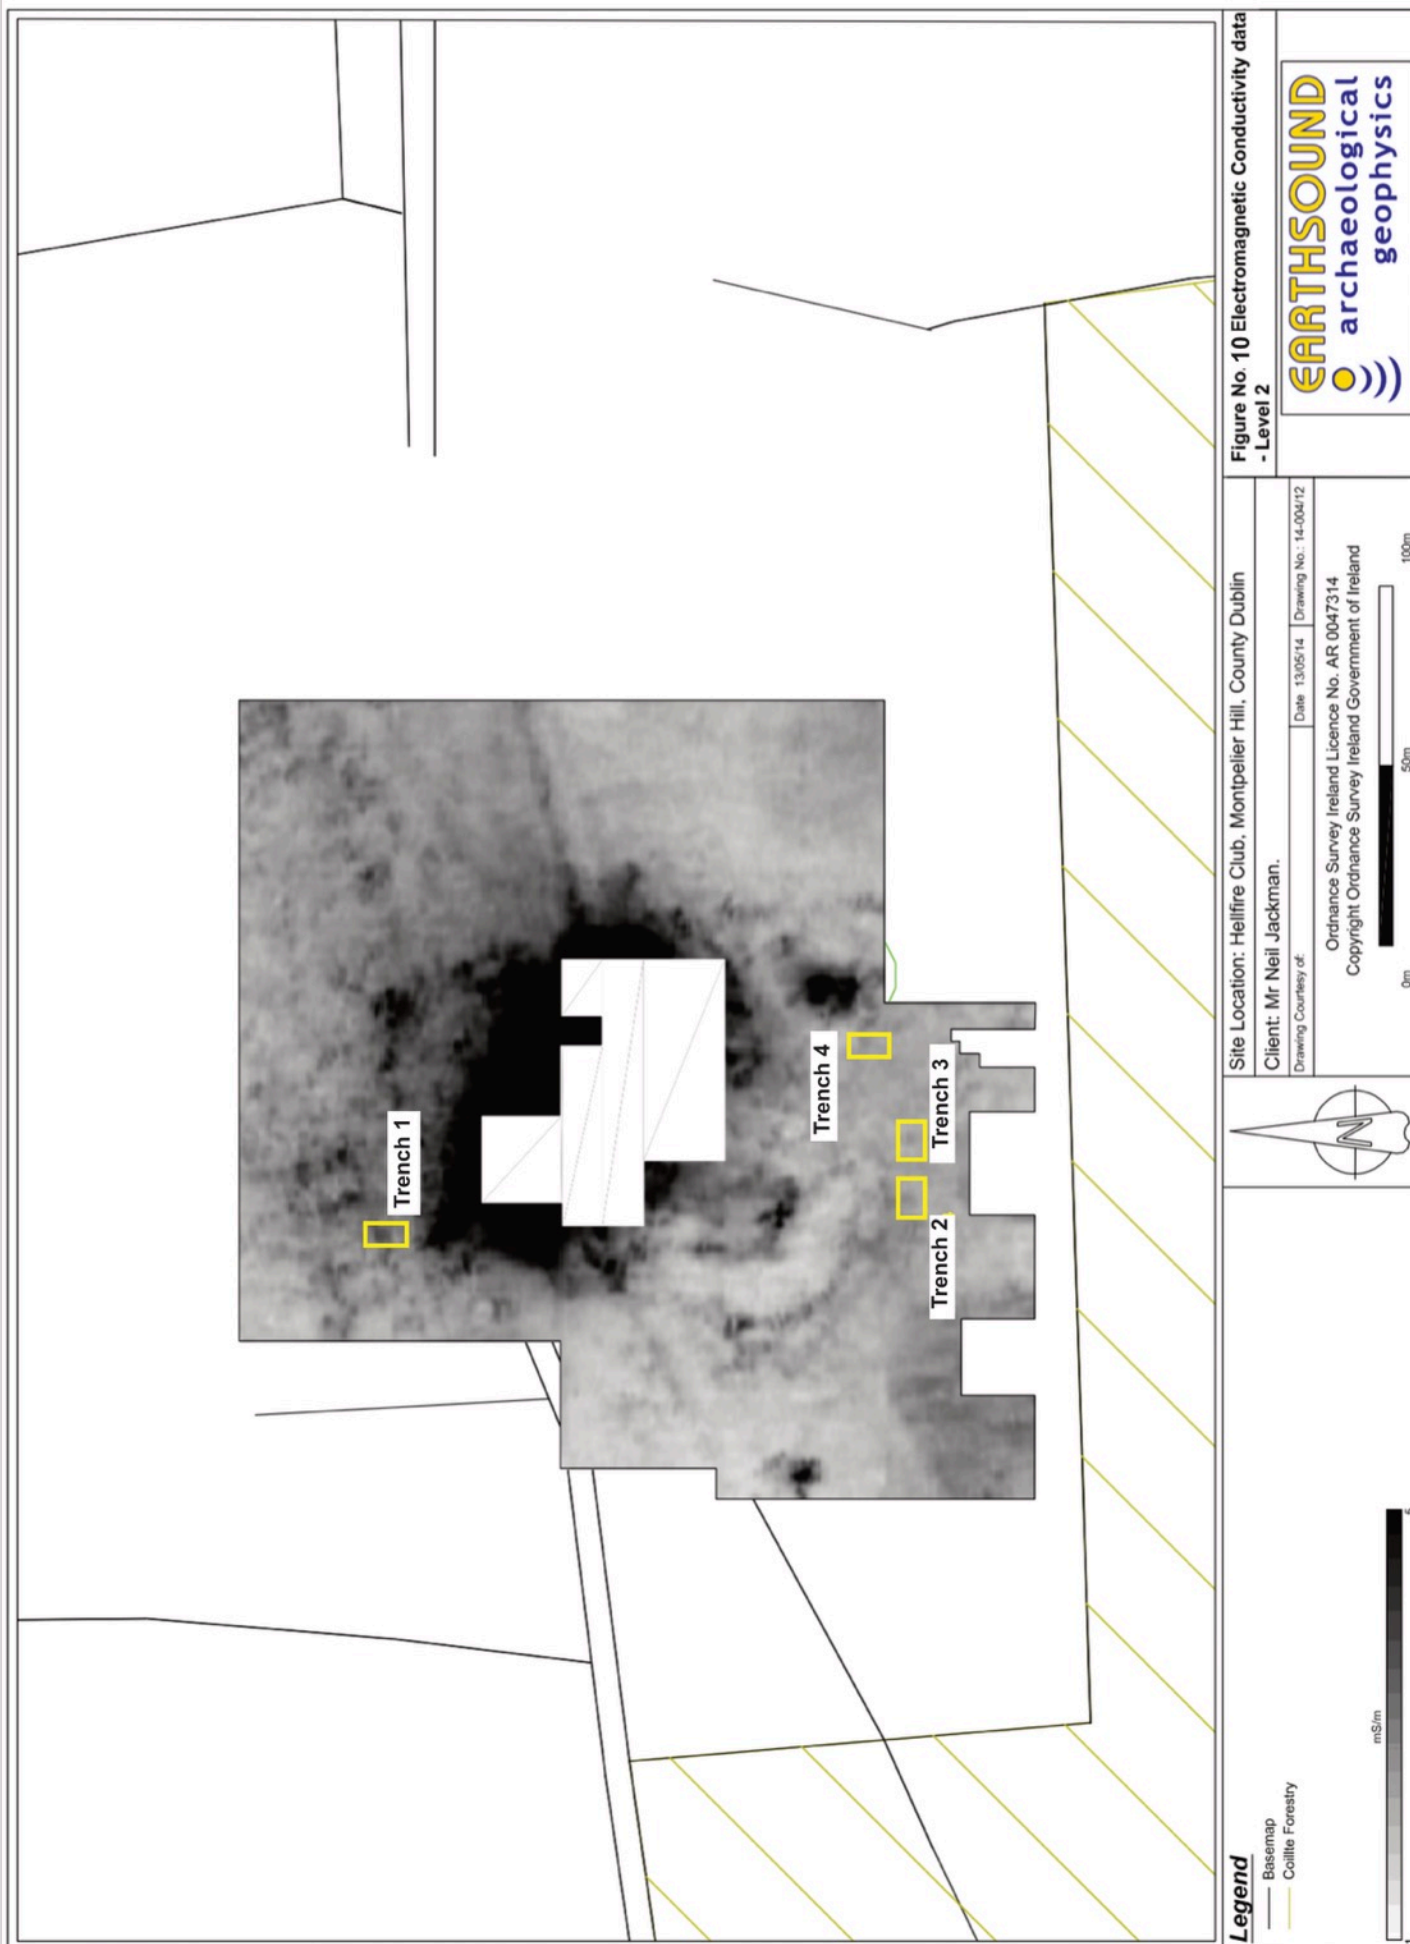 Trench 1
Trench 4
Trench 3
Trench 2
Legend
Basemap
Coillte Forestry
mS/m
N
Site Location: Hellfire Club, Montpelier Hill, County Dublin
Client: Mr Neil Jackman.
Drawing Courtesy of:
Date 13/05/14
Drawing No.: 14-004/12
Ordnance Survey Ireland Licence No. AR 0047314
Copyright Ordnance Survey Ireland Government of Ireland
0m
50m
100m
Figure No. 10 Electromagnetic Conductivity data
- Level 2
EARTHSOUND
archaeological
geophysics